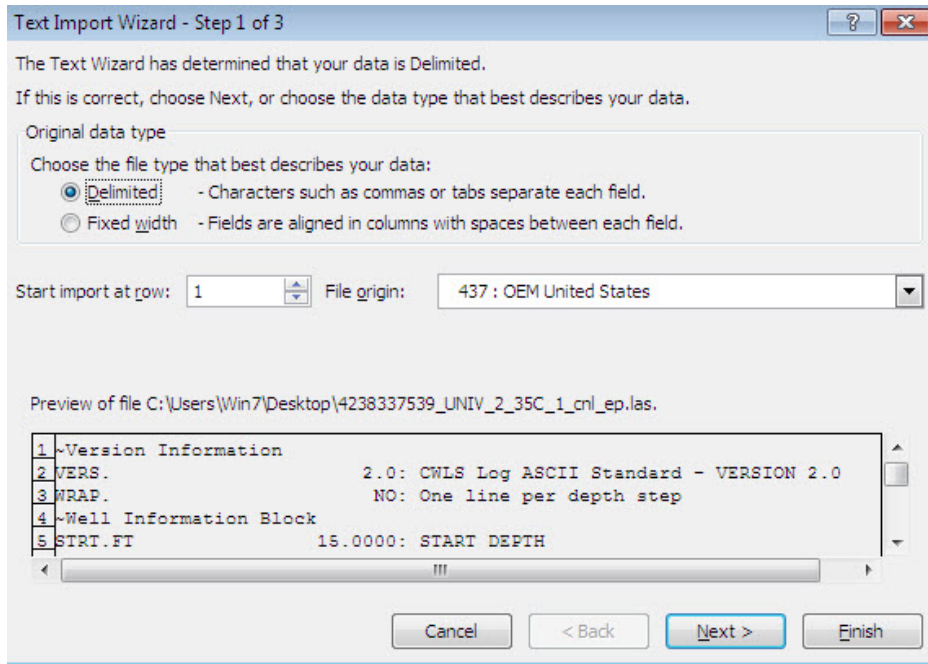 Text Import Wizard - Step 1 of 3
The Text Wizard has determined that your data is Delimited.
If this is correct, choose Next, or choose the data type that best describes your data.
Original data type
Choose the file type that best describes your data:
Delimited - Characters such as commas or tabs separate each field.
Fixed width - Fields are aligned in columns with spaces between each field.
Start import at row: 1 File origin: 437 : OEM United States
Preview of file C:\Users\Win7\Desktop\4238337539_UNIV_2_35C_1_cnl_ep.las.
1 ~Version Information
2 VERS. 2.0: CWLS Log ASCII Standard - VERSION 2.0
3 WRAP. NO: One line per depth step
4 ~Well Information Block
5 STRT.FT 15.0000: START DEPTH
Cancel < Back Next > Finish